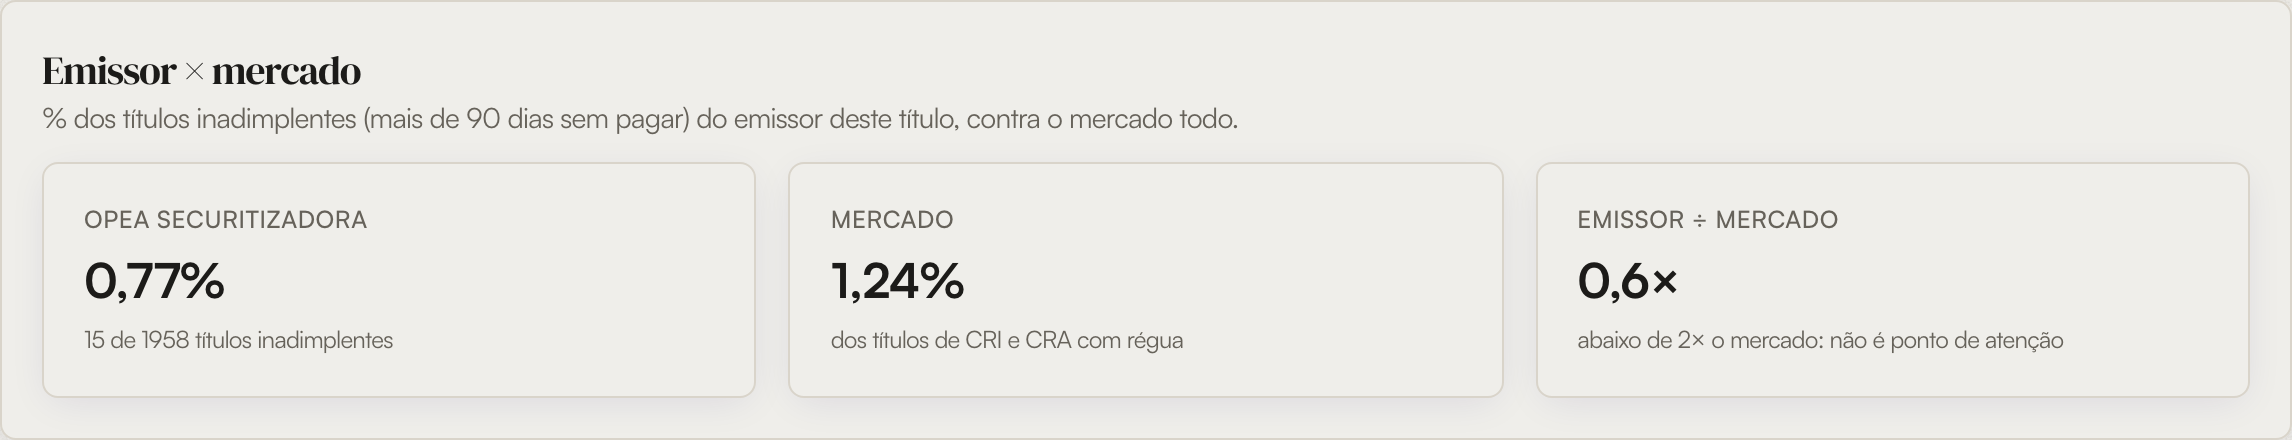 Emissor × mercado
% dos títulos inadimplentes (mais de 90 dias sem pagar) do emissor deste título, contra o mercado todo.
OPEA SECURITIZADORA
0,77%
15 de 1958 títulos inadimplentes
MERCADO
1,24%
dos títulos de CRI e CRA com régua
EMISSOR ÷ MERCADO
0,6×
abaixo de 2× o mercado: não é ponto de atenção